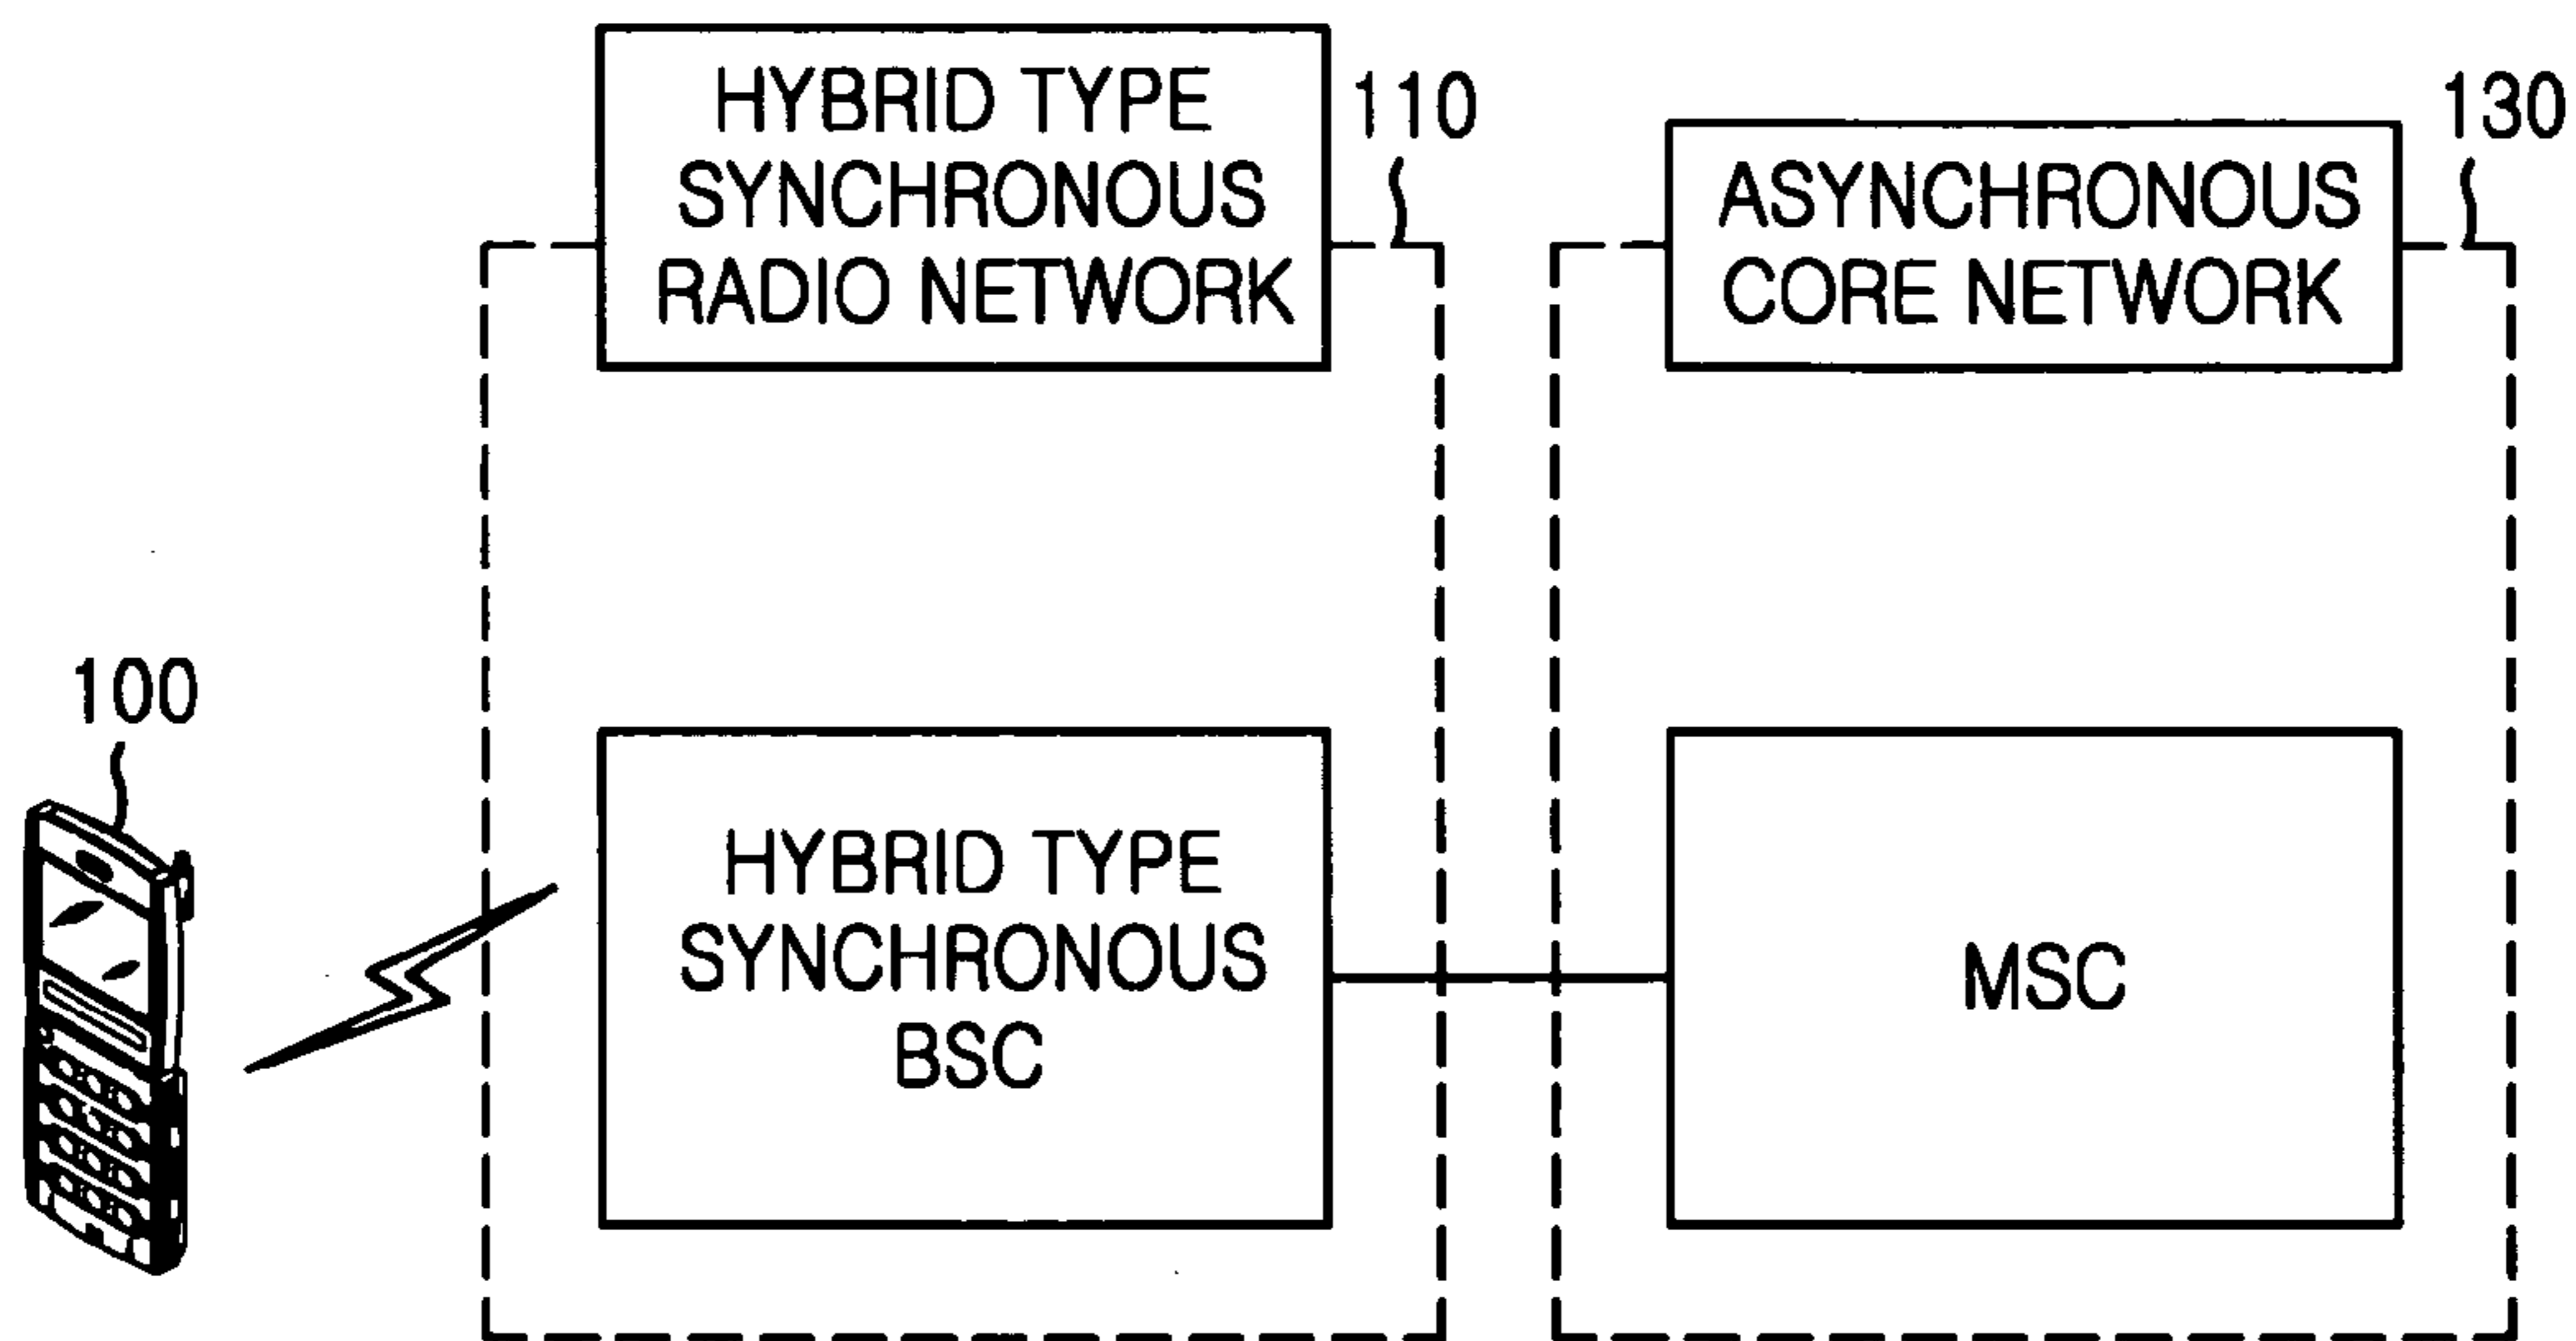 HYBRID TYPE
SYNCHRONOUS
RADIO NETWORK
110
ASYNCHRONOUS
CORE NETWORK
130
100
HYBRID TYPE
SYNCHRONOUS
BSC
MSC